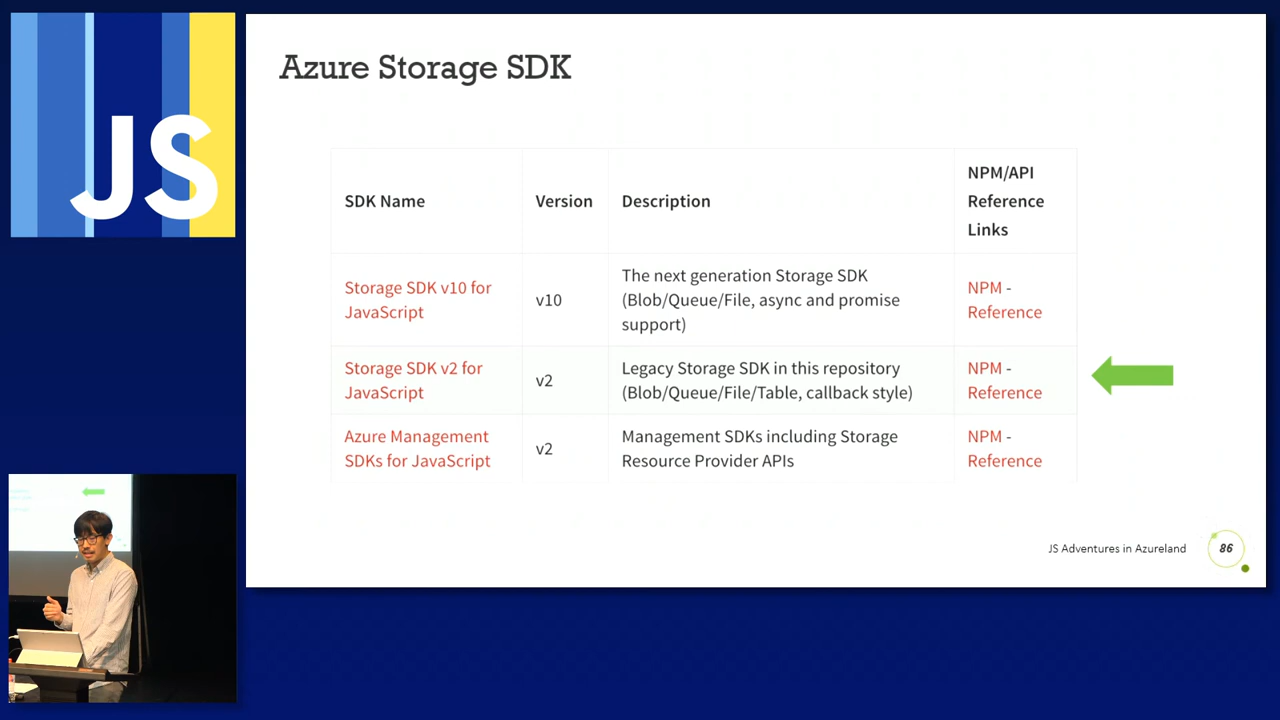 JS
Azure Storage SDK
SDK Name
Version
Description
NPM/API
Reference
Links
Storage SDK v10 for
JavaScript
v10
The next generation Storage SDK
(Blob/Queue/File, async and promise
support)
NPM -
Reference
Storage SDK v2 for
JavaScript
v2
Legacy Storage SDK in this repository
(Blob/Queue/File/Table, callback style)
NPM -
Reference
Azure Management
SDKs for JavaScript
v2
Management SDKs including Storage
Resource Provider APIs
NPM -
Reference
JS Adventures in Azureland
86